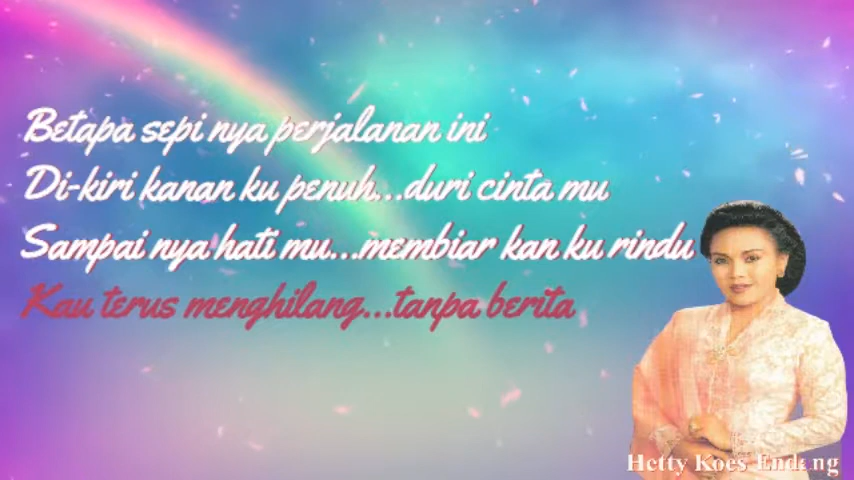 Betapa sepi nya perjalanan ini
Di-kiri kanan ku penuh...duri cinta mu
Sampai nya hati mu...membiar kan ku rindu
Kau terus menghilang...tanpa berita
Hetty Koes Endang